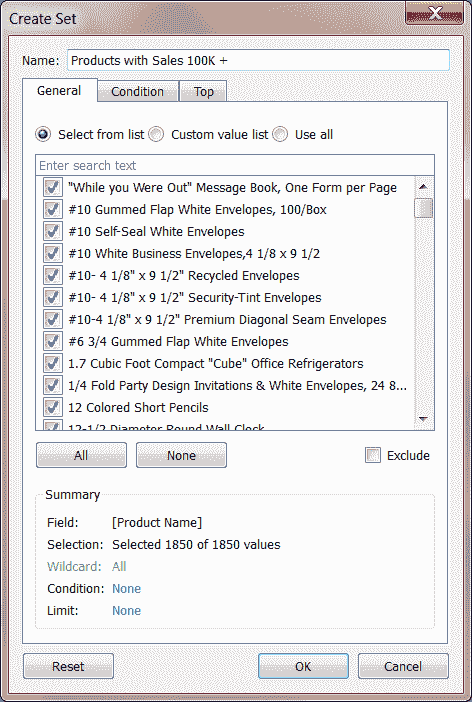 Create Set
Name: Products with Sales 100K +
General Condition Top
Select from list Custom value list Use all
Enter search text
"While you Were Out" Message Book, One Form per Page
#10 Gummed Flap White Envelopes, 100/Box
#10 Self-Seal White Envelopes
#10 White Business Envelopes,4 1/8 x 9 1/2
#10- 4 1/8" x 9 1/2" Recycled Envelopes
#10- 4 1/8" x 9 1/2" Security-Tint Envelopes
#10-4 1/8" x 9 1/2" Premium Diagonal Seam Envelopes
#6 3/4 Gummed Flap White Envelopes
1.7 Cubic Foot Compact "Cube" Office Refrigerators
1/4 Fold Party Design Invitations & White Envelopes, 24 8...
12 Colored Short Pencils
12-1/2 Diameter Round Wall Clock
All None Exclude
Summary
Field: [Product Name]
Selection: Selected 1850 of 1850 values
Wildcard: All
Condition: None
Limit: None
Reset OK Cancel